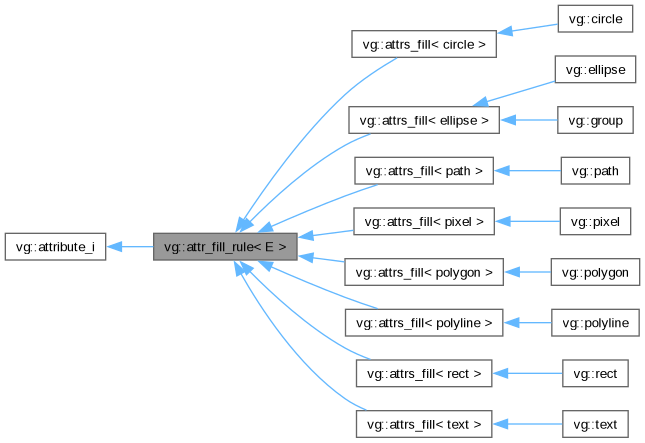 vg::circle
vg::attrs_fill< circle >
vg::ellipse
vg::attrs_fill< ellipse >
vg::group
vg::attrs_fill< path >
vg::path
vg::attrs_fill< pixel >
vg::pixel
vg::attribute_i
vg::attr_fill_rule< E >
vg::attrs_fill< polygon >
vg::polygon
vg::attrs_fill< polyline >
vg::polyline
vg::attrs_fill< rect >
vg::rect
vg::attrs_fill< text >
vg::text